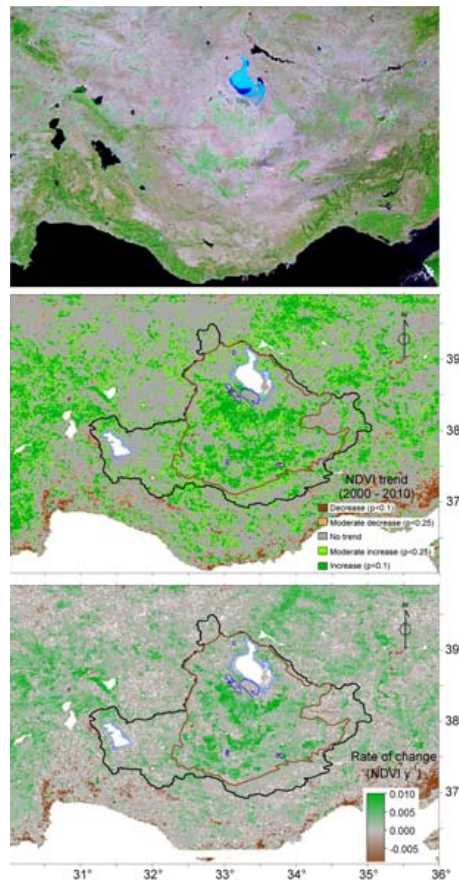 N
39
38
NDVI trend
(2000 - 2010)
37
Decrease (p<0.1)
Moderate decrease (p<0.25)
No trend
Moderate increase (p<0.25)
Increase (p<0.1)
N
39
38
Rate of change
(NDVI y⁻¹)
37
0.010
0.005
0.000
-0.005
31° 32° 33° 34° 35° 36°